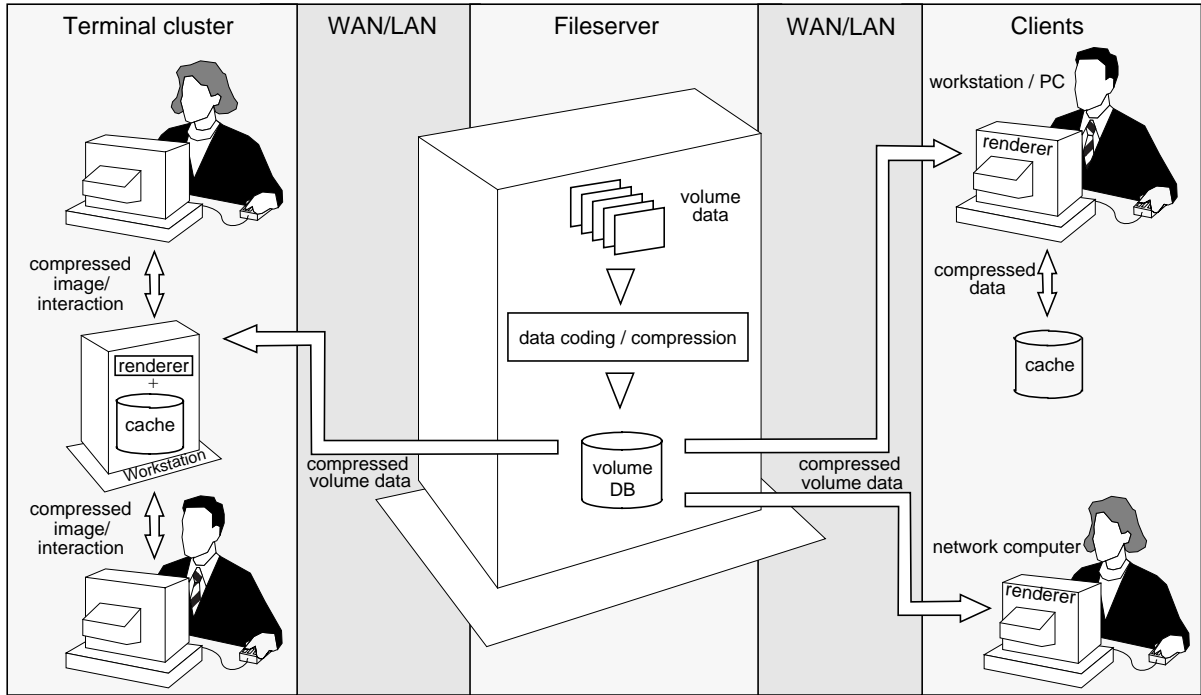 Terminal cluster
WAN/LAN
Fileserver
WAN/LAN
Clients
compressed
image/
interaction
renderer
+
cache
Workstation
compressed
image/
interaction
compressed
volume data
volume
data
data coding / compression
volume
DB
compressed
volume data
workstation / PC
renderer
compressed
data
cache
network computer
renderer